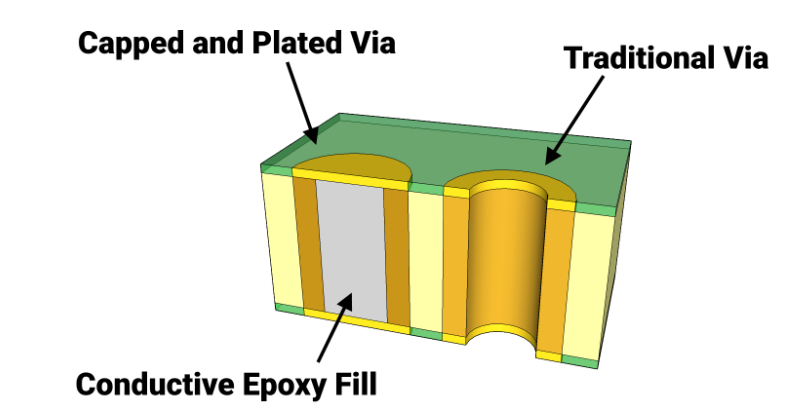 Capped and Plated Via
Traditional Via
Conductive Epoxy Fill